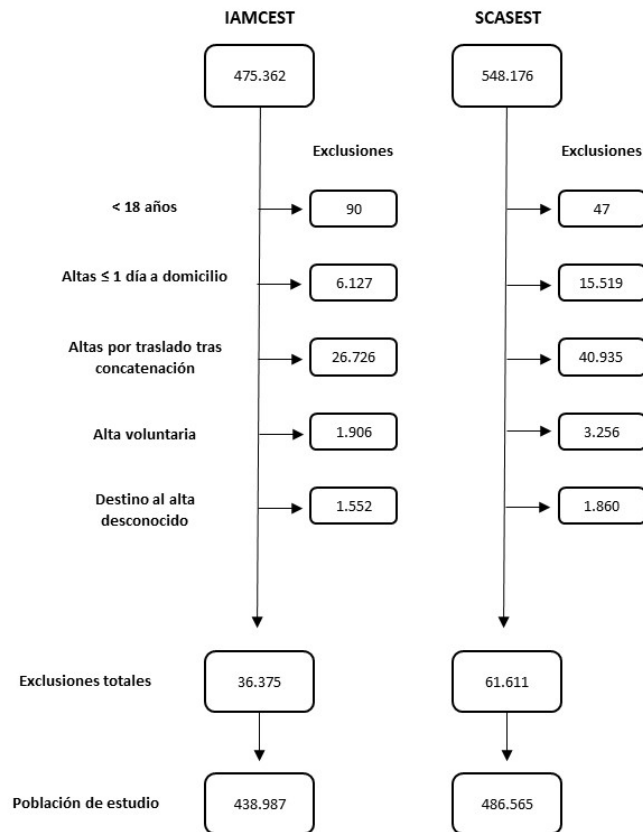 IAMCEST
SCASEST
475.362
548.176
Exclusiones
Exclusiones
< 18 años
90
47
Altas ≤ 1 día a domicilio
6.127
15.519
Altas por traslado tras
concatenación
26.726
40.935
Alta voluntaria
1.906
3.256
Destino al alta
desconocido
1.552
1.860
Exclusiones totales
36.375
61.611
Población de estudio
438.987
486.565